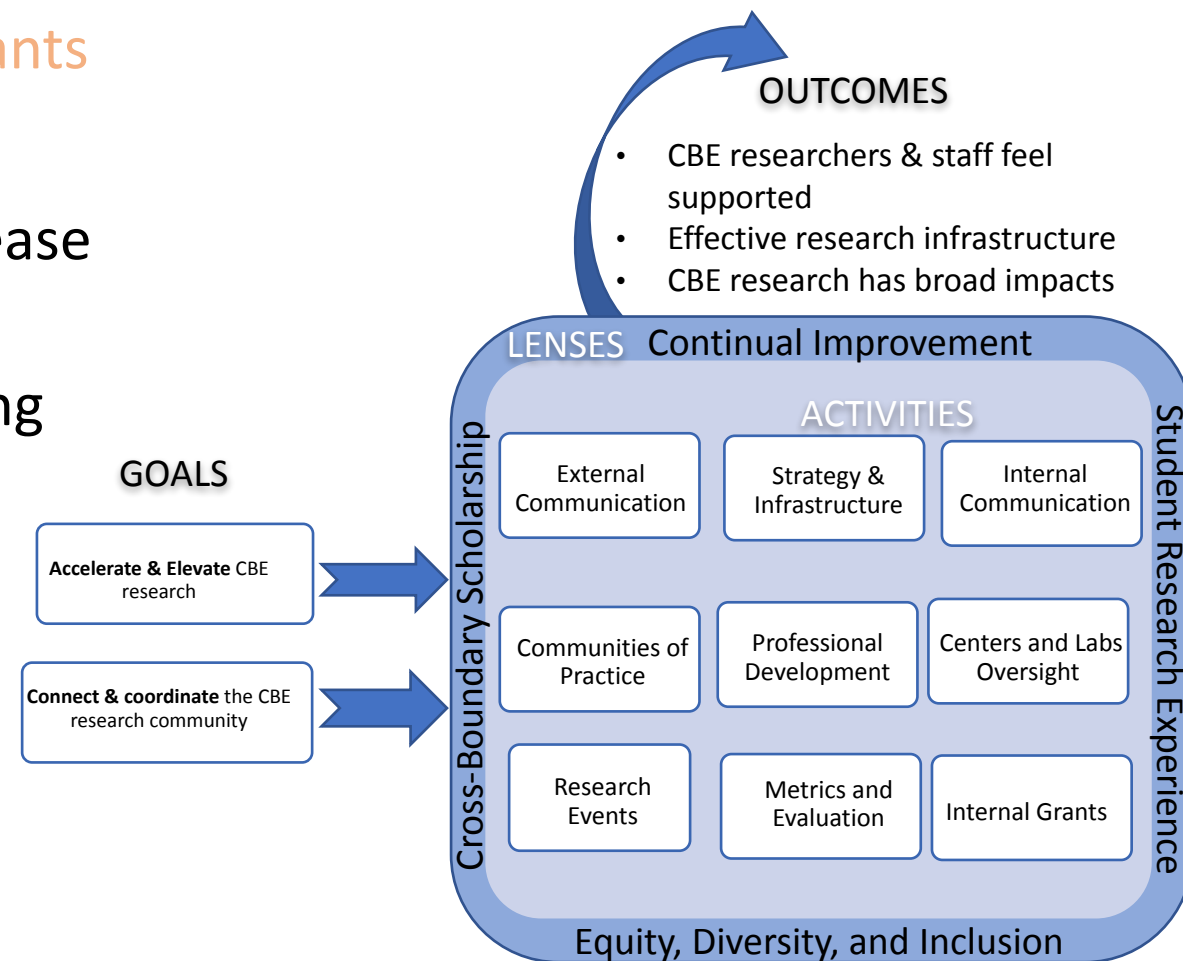 ants
ease
ng
OUTCOMES
• CBE researchers & staff feel
supported
• Effective research infrastructure
• CBE research has broad impacts
GOALS
Accelerate & Elevate CBE
research
Connect & coordinate the CBE
research community
LENSES
Continual Improvement
Cross-Boundary Scholarship
Student Research Experience
Equity, Diversity, and Inclusion
ACTIVITIES
External
Communication
Strategy &
Infrastructure
Internal
Communication
Communities of
Practice
Professional
Development
Centers and Labs
Oversight
Research
Events
Metrics and
Evaluation
Internal Grants